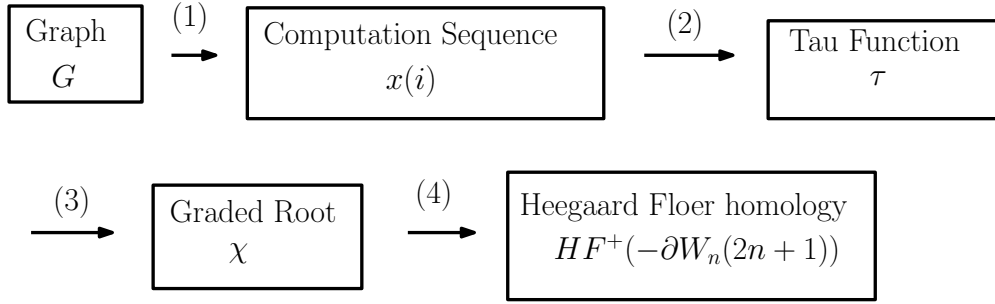 (1)
(2)
Graph
G
Computation Sequence
x(i)
Tau Function
τ
(3)
(4)
Graded Root
χ
Heegaard Floer homology
HF⁺(−∂Wₙ(2n + 1))